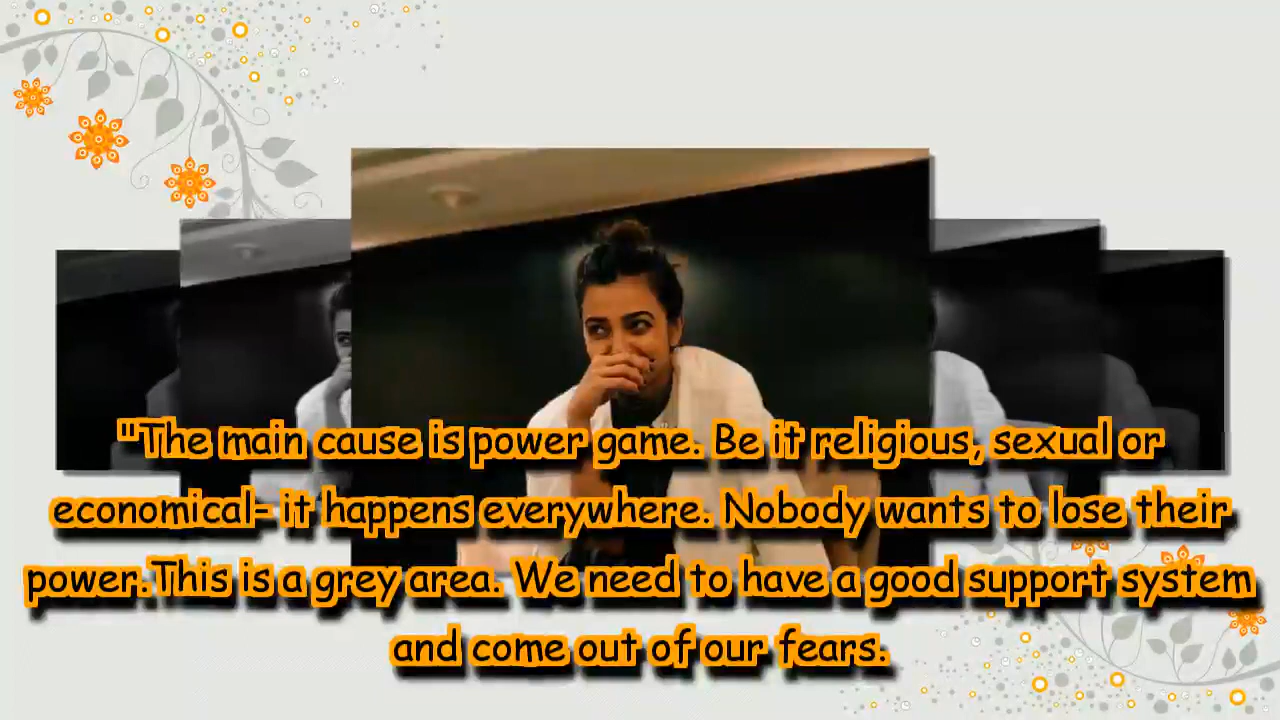 "The main cause is power game. Be it religious, sexual or
economical- it happens everywhere. Nobody wants to lose their
power.This is a grey area. We need to have a good support system
and come out of our fears.